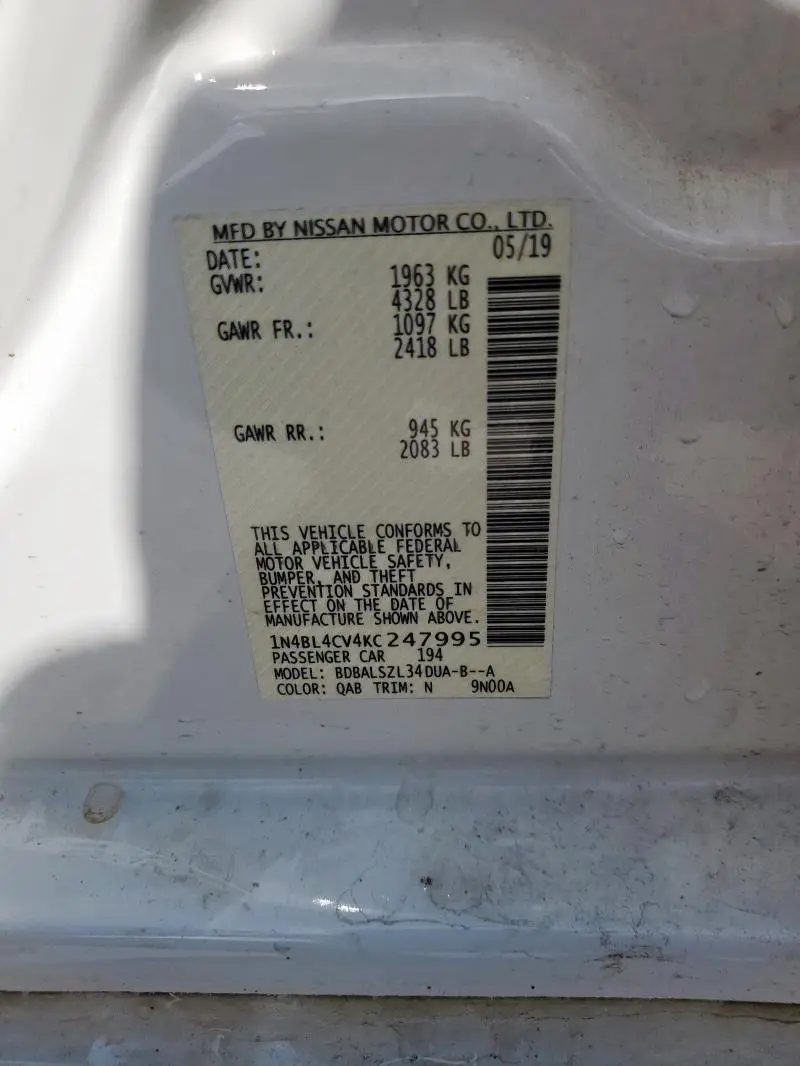 MFD BY NISSAN MOTOR CO., LTD.
DATE: 05/19
GVWR: 1963 KG
4328 LB
GAWR FR.: 1097 KG
2418 LB
GAWR RR.: 945 KG
2083 LB
THIS VEHICLE CONFORMS TO
ALL APPLICABLE FEDERAL
MOTOR VEHICLE SAFETY,
BUMPER, AND THEFT
PREVENTION STANDARDS IN
EFFECT ON THE DATE OF
MANUFACTURE SHOWN ABOVE.
1N4BL4CV4KC247995
PASSENGER CAR 194
MODEL: BDBALSZL34DUA-B--A
COLOR: QAB TRIM: N 9N00A